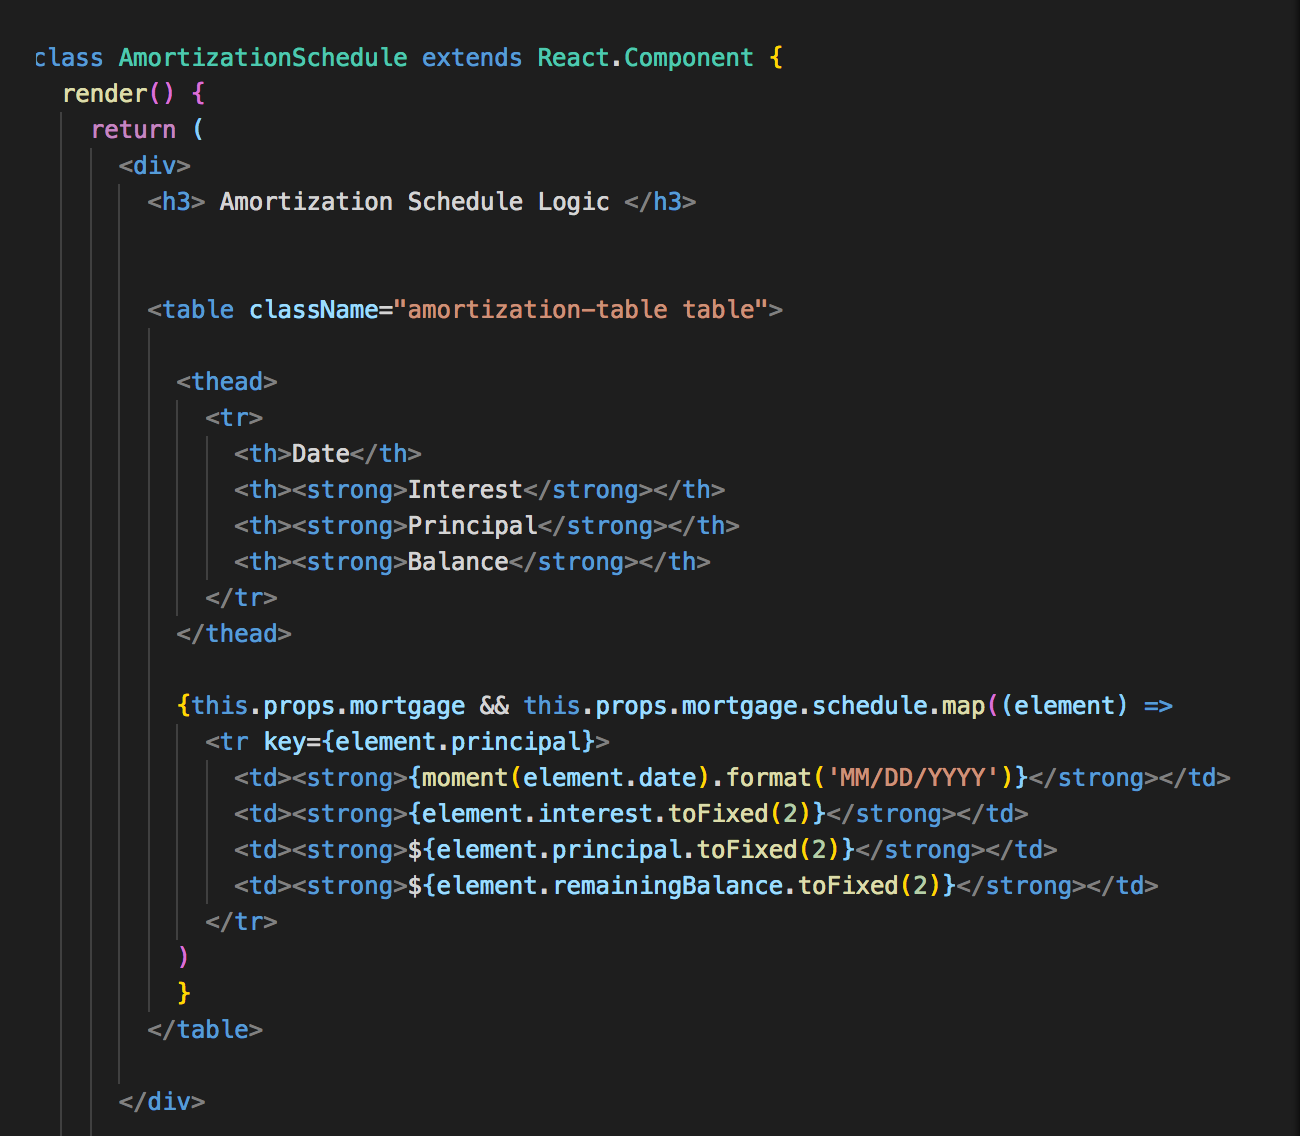 class AmortizationSchedule extends React.Component {
render() {
return (
<div>
<h3> Amortization Schedule Logic </h3>
<table className="amortization-table table">
<thead>
<tr>
<th>Date</th>
<th><strong>Interest</strong></th>
<th><strong>Principal</strong></th>
<th><strong>Balance</strong></th>
</tr>
</thead>
{this.props.mortgage && this.props.mortgage.schedule.map((element) =>
<tr key={element.principal}>
<td><strong>{moment(element.date).format('MM/DD/YYYY')}</strong></td>
<td><strong>{element.interest.toFixed(2)}</strong></td>
<td><strong>${element.principal.toFixed(2)}</strong></td>
<td><strong>${element.remainingBalance.toFixed(2)}</strong></td>
</tr>
)
}
</table>
</div>